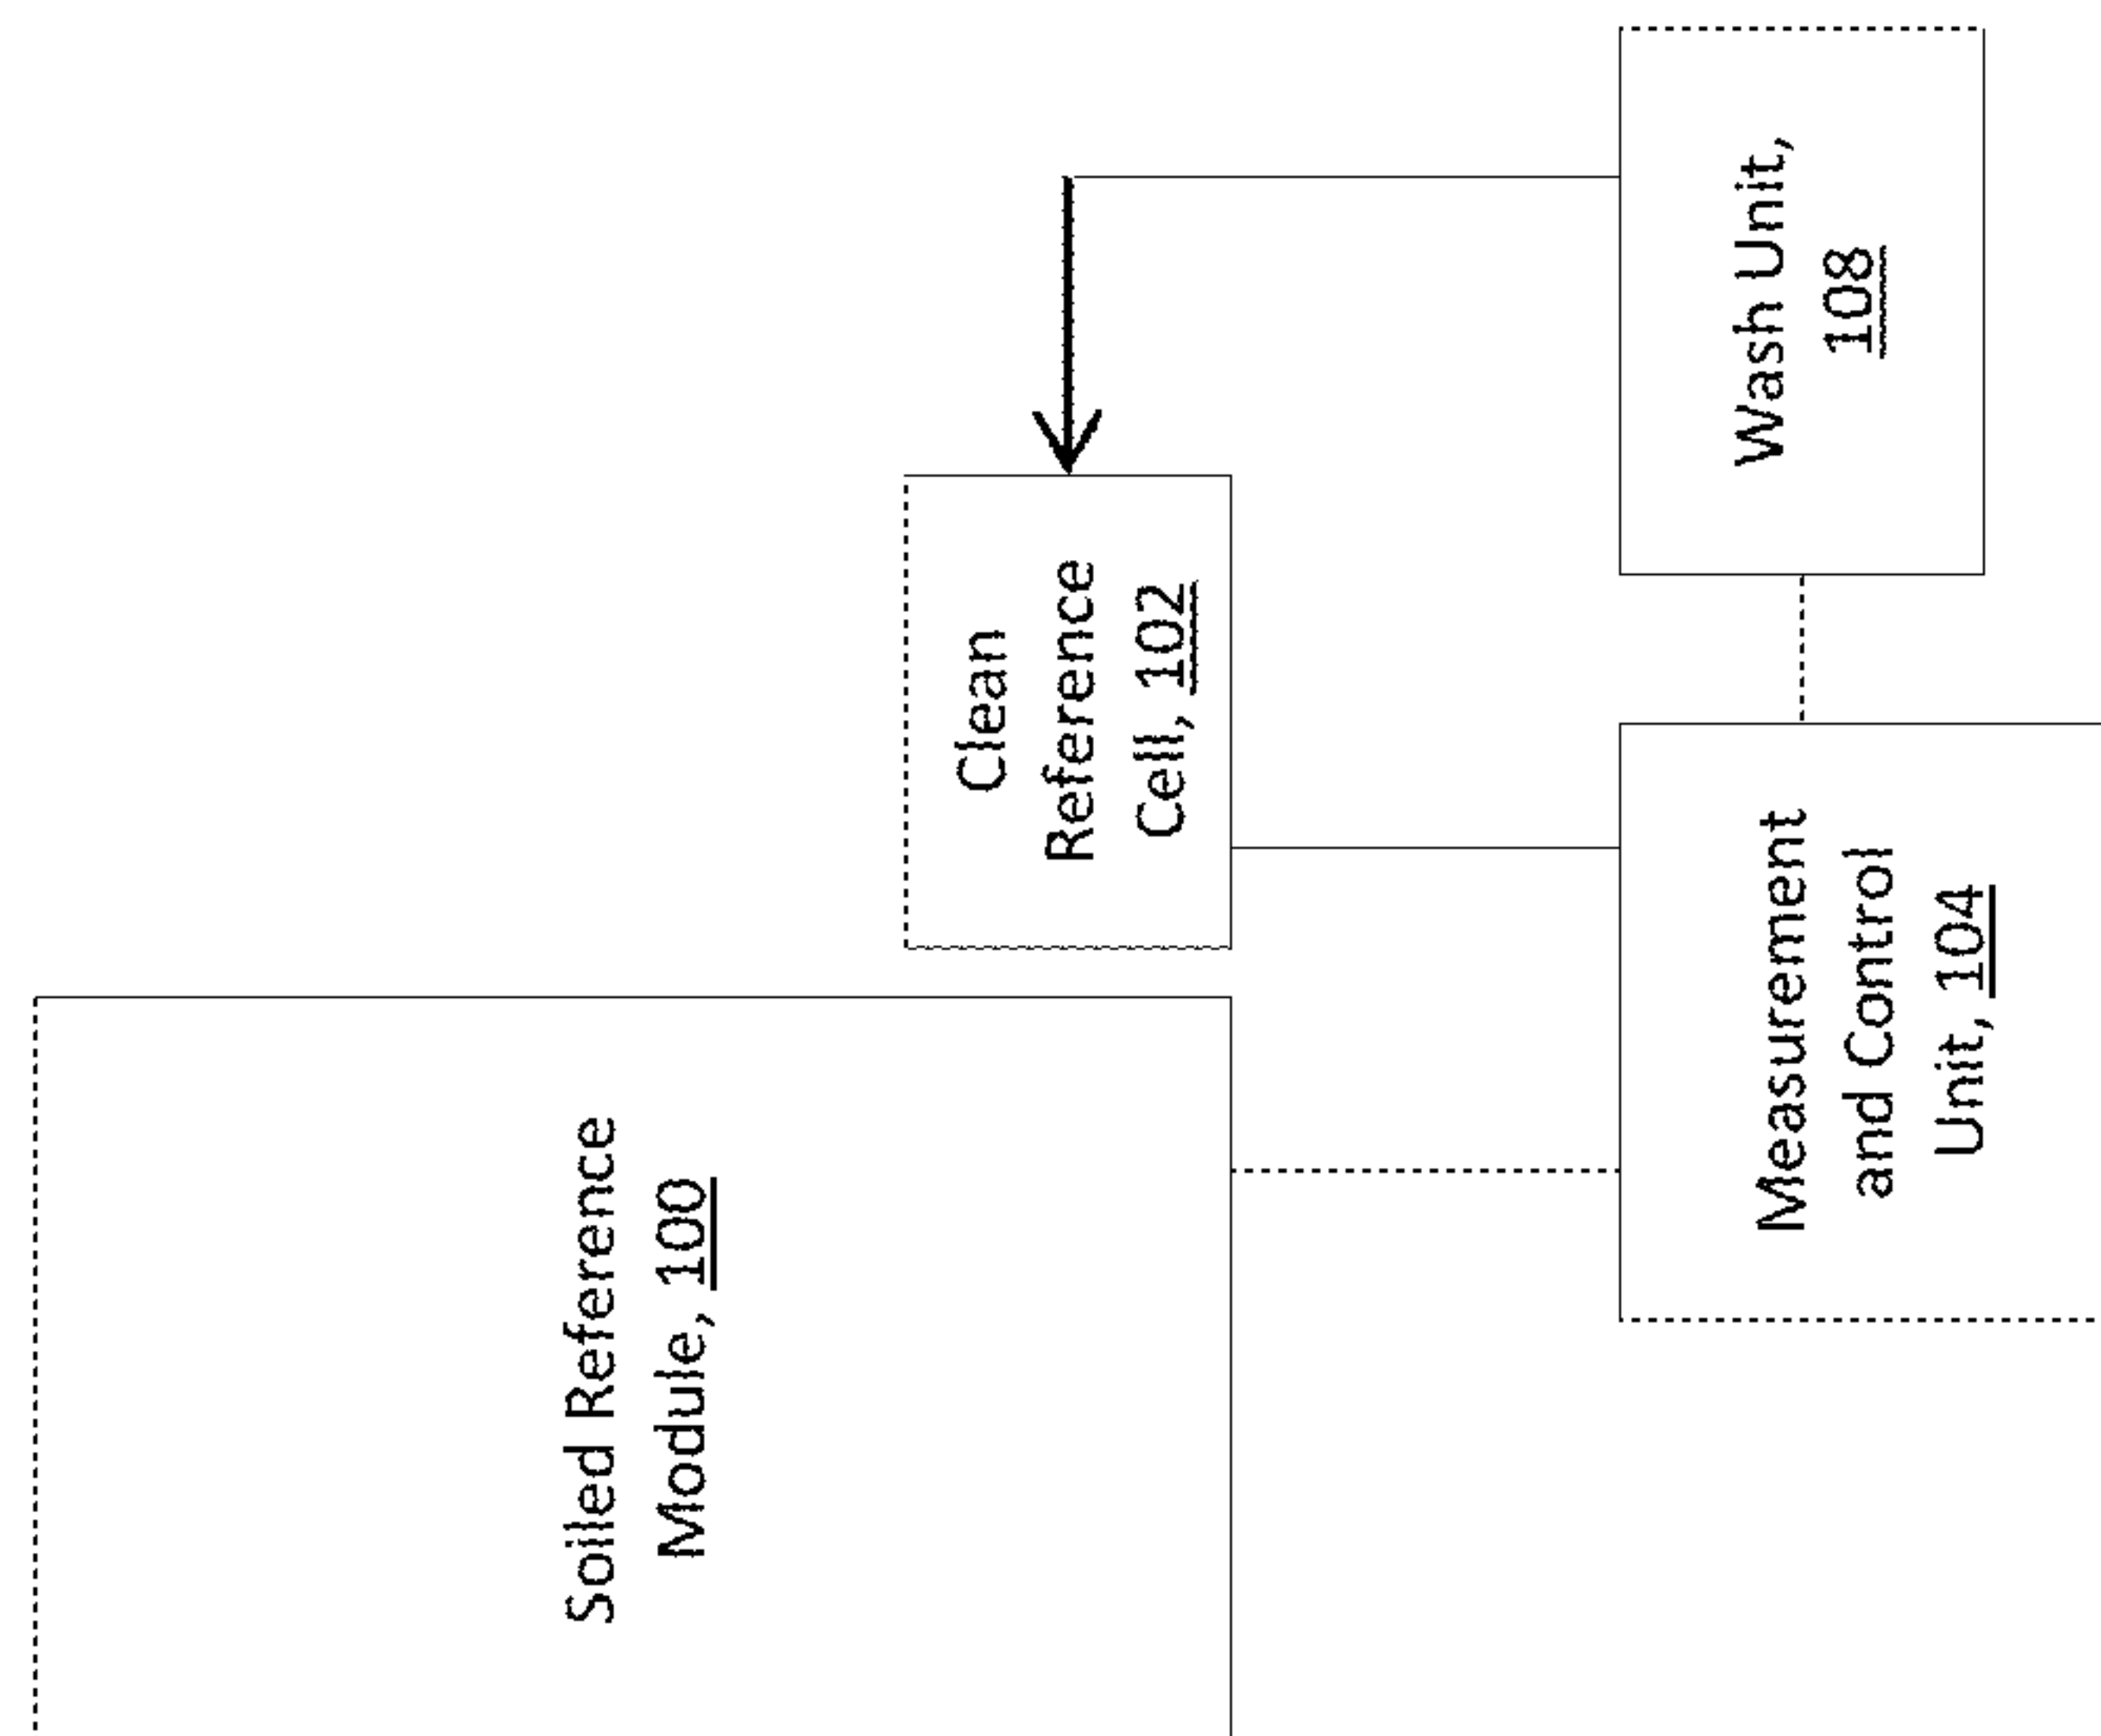 Soiled Reference
Module, 100
Clean
Reference
Cell, 102
Measurement
and Control
Unit, 104
Wash Unit,
108